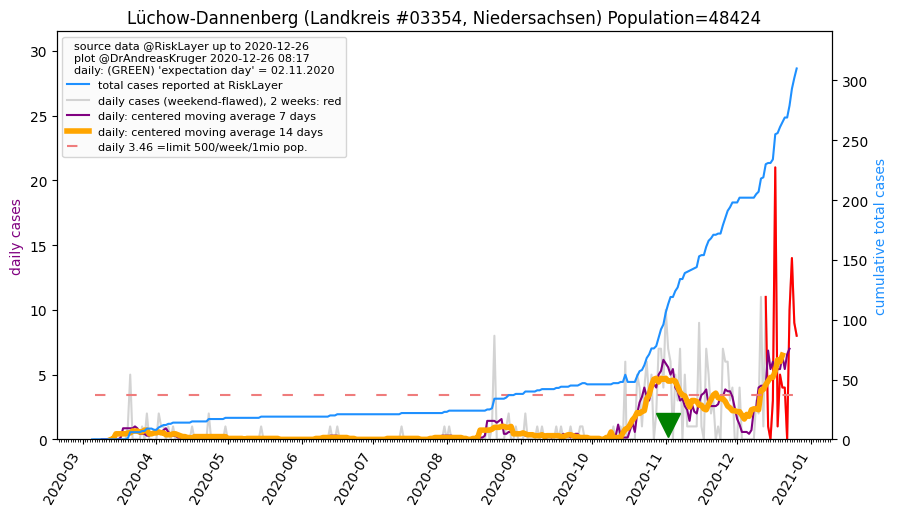 Lüchow-Dannenberg (Landkreis #03354, Niedersachsen) Population=48424
source data @RiskLayer up to 2020-12-26
plot @DrAndreasKruger 2020-12-26 08:17
daily: (GREEN) 'expectation day' = 02.11.2020
total cases reported at RiskLayer
daily cases (weekend-flawed), 2 weeks: red
daily: centered moving average 7 days
daily: centered moving average 14 days
daily 3.46 =limit 500/week/1mio pop.
daily cases
30
25
20
15
10
5
0
cumulative total cases
300
250
200
150
100
50
0
2020-03
2020-04
2020-05
2020-06
2020-07
2020-08
2020-09
2020-10
2020-11
2020-12
2021-01